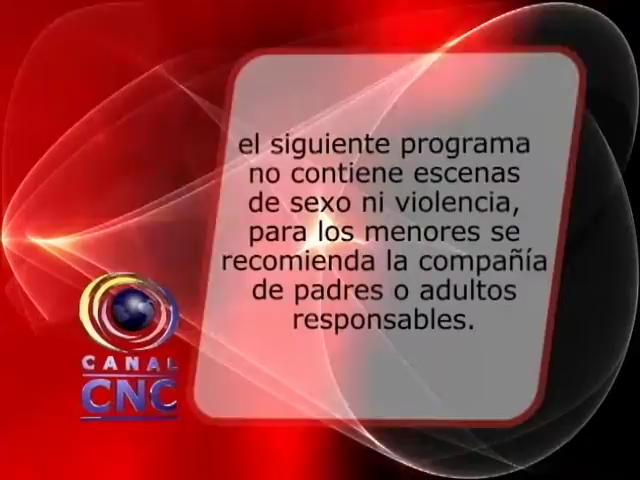 el siguiente programa
no contiene escenas
de sexo ni violencia,
para los menores se
recomienda la compañía
de padres o adultos
responsables.
CANAL
CNC